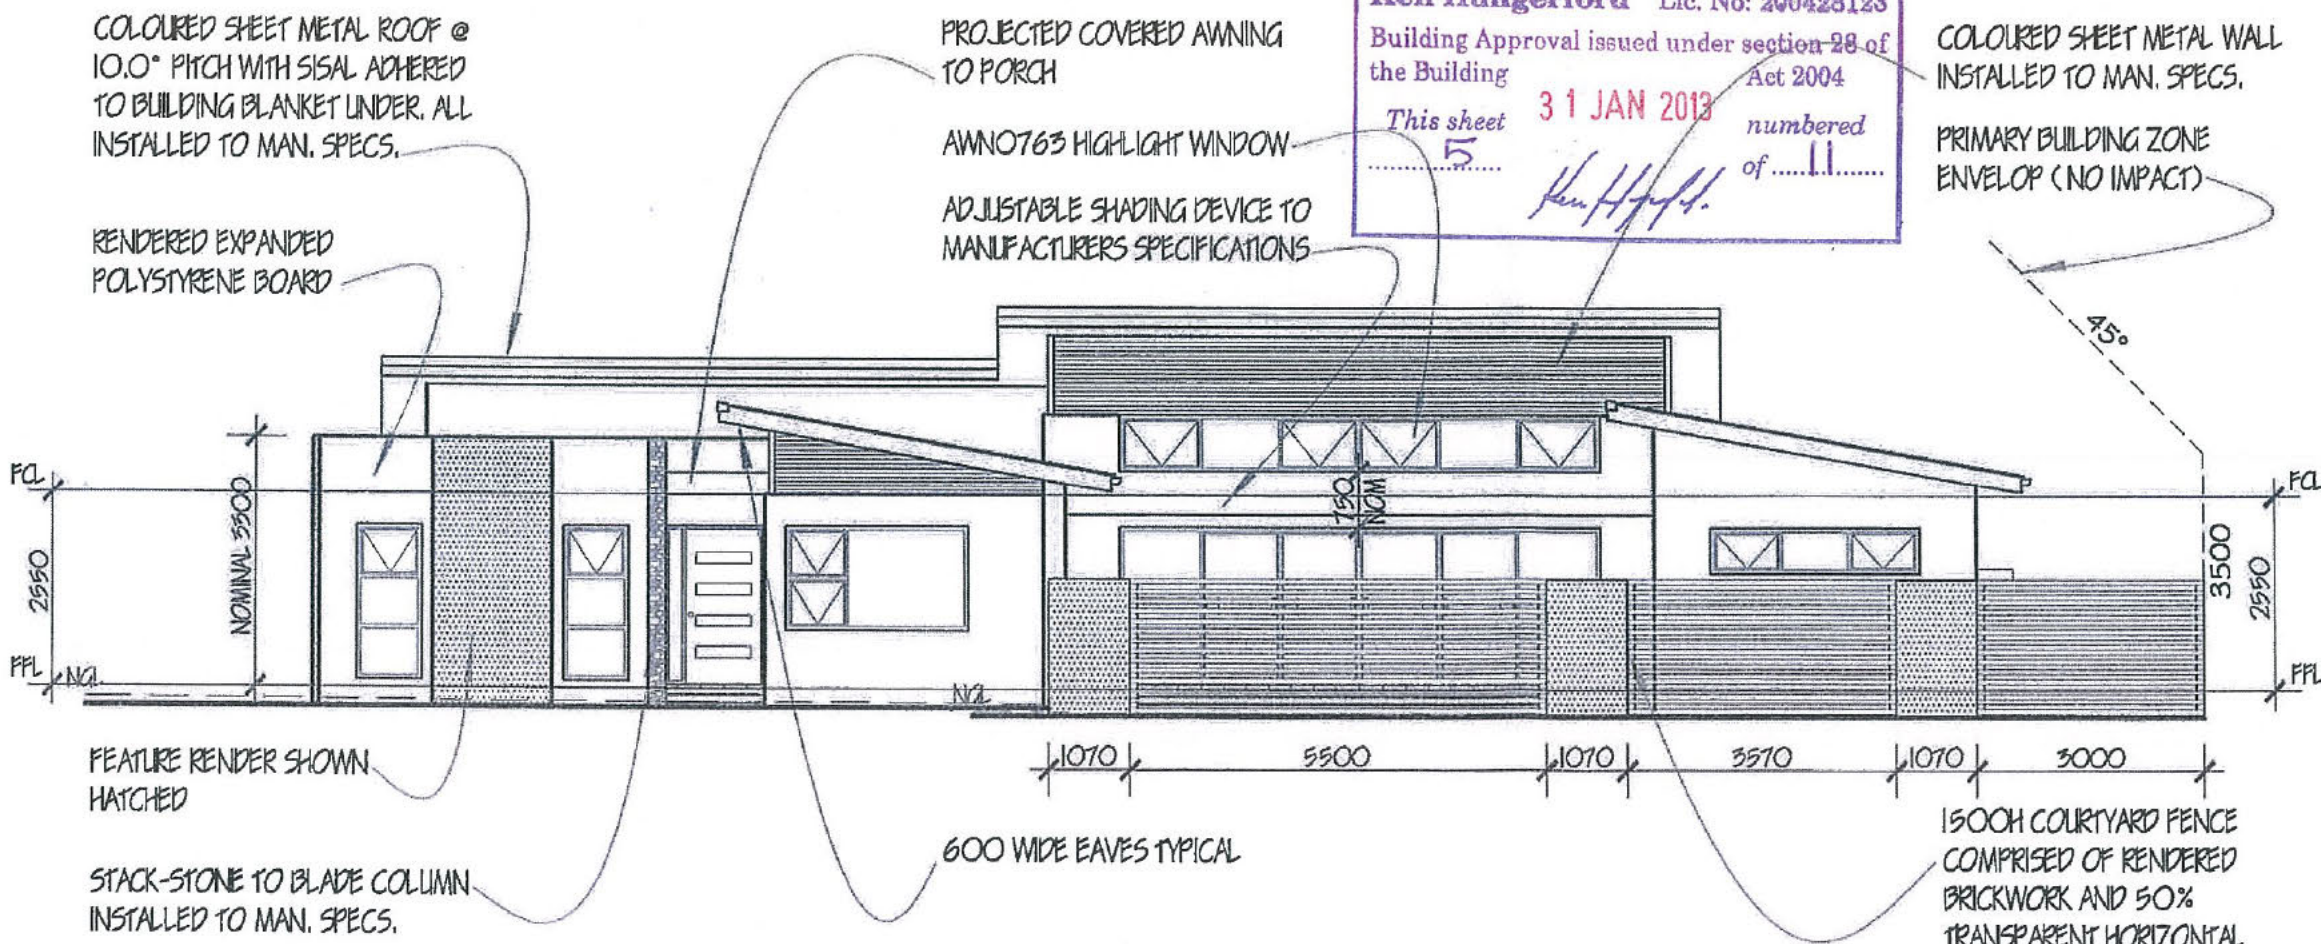 COLOURED SHEET METAL ROOF @
10.0° PITCH WITH SISAL ADHERED
TO BUILDING BLANKET UNDER. ALL
INSTALLED TO MAN. SPECS.
RENDERED EXPANDED
POLYSTYRENE BOARD
PROJECTED COVERED AWNING
TO PORCH
AWN0763 HIGHLIGHT WINDOW
ADJUSTABLE SHADING DEVICE TO
MANUFACTURERS SPECIFICATIONS
Ken Hungerford Lic. No: 200428123
Building Approval issued under section 28 of
the Building Act 2004
31 JAN 2013
This sheet numbered
5 of 11
COLOURED SHEET METAL WALL
INSTALLED TO MAN. SPECS.
PRIMARY BUILDING ZONE
ENVELOP (NO IMPACT)
45°
FCL
2550
FFL
NGL
NOMINAL 3300
750
NOM
NGL
FCL
3500
2550
FFL
1070 5500 1070 3570 1070 3000
FEATURE RENDER SHOWN
HATCHED
STACK-STONE TO BLADE COLUMN
INSTALLED TO MAN. SPECS.
600 WIDE EAVES TYPICAL
1500H COURTYARD FENCE
COMPRISED OF RENDERED
BRICKWORK AND 50%
TRANSPARENT HORIZONTAL